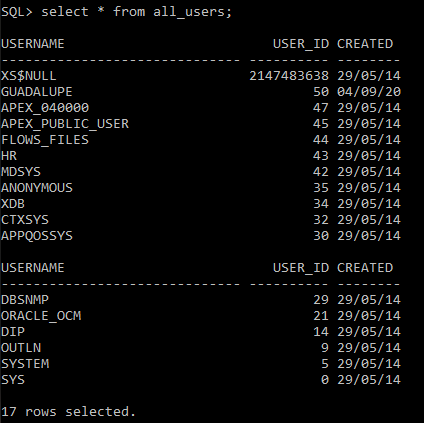 SQL> select * from all_users;
USERNAME                          USER_ID CREATED
------------------------------ ---------- --------
XS$NULL                        2147483638 29/05/14
GUADALUPE                              50 04/09/20
APEX_040000                            47 29/05/14
APEX_PUBLIC_USER                       45 29/05/14
FLOWS_FILES                            44 29/05/14
HR                                     43 29/05/14
MDSYS                                  42 29/05/14
ANONYMOUS                              35 29/05/14
XDB                                    34 29/05/14
CTXSYS                                 32 29/05/14
APPQOSSYS                              30 29/05/14
USERNAME                          USER_ID CREATED
------------------------------ ---------- --------
DBSNMP                                 29 29/05/14
ORACLE_OCM                             21 29/05/14
DIP                                    14 29/05/14
OUTLN                                   9 29/05/14
SYSTEM                                  5 29/05/14
SYS                                     0 29/05/14
17 rows selected.